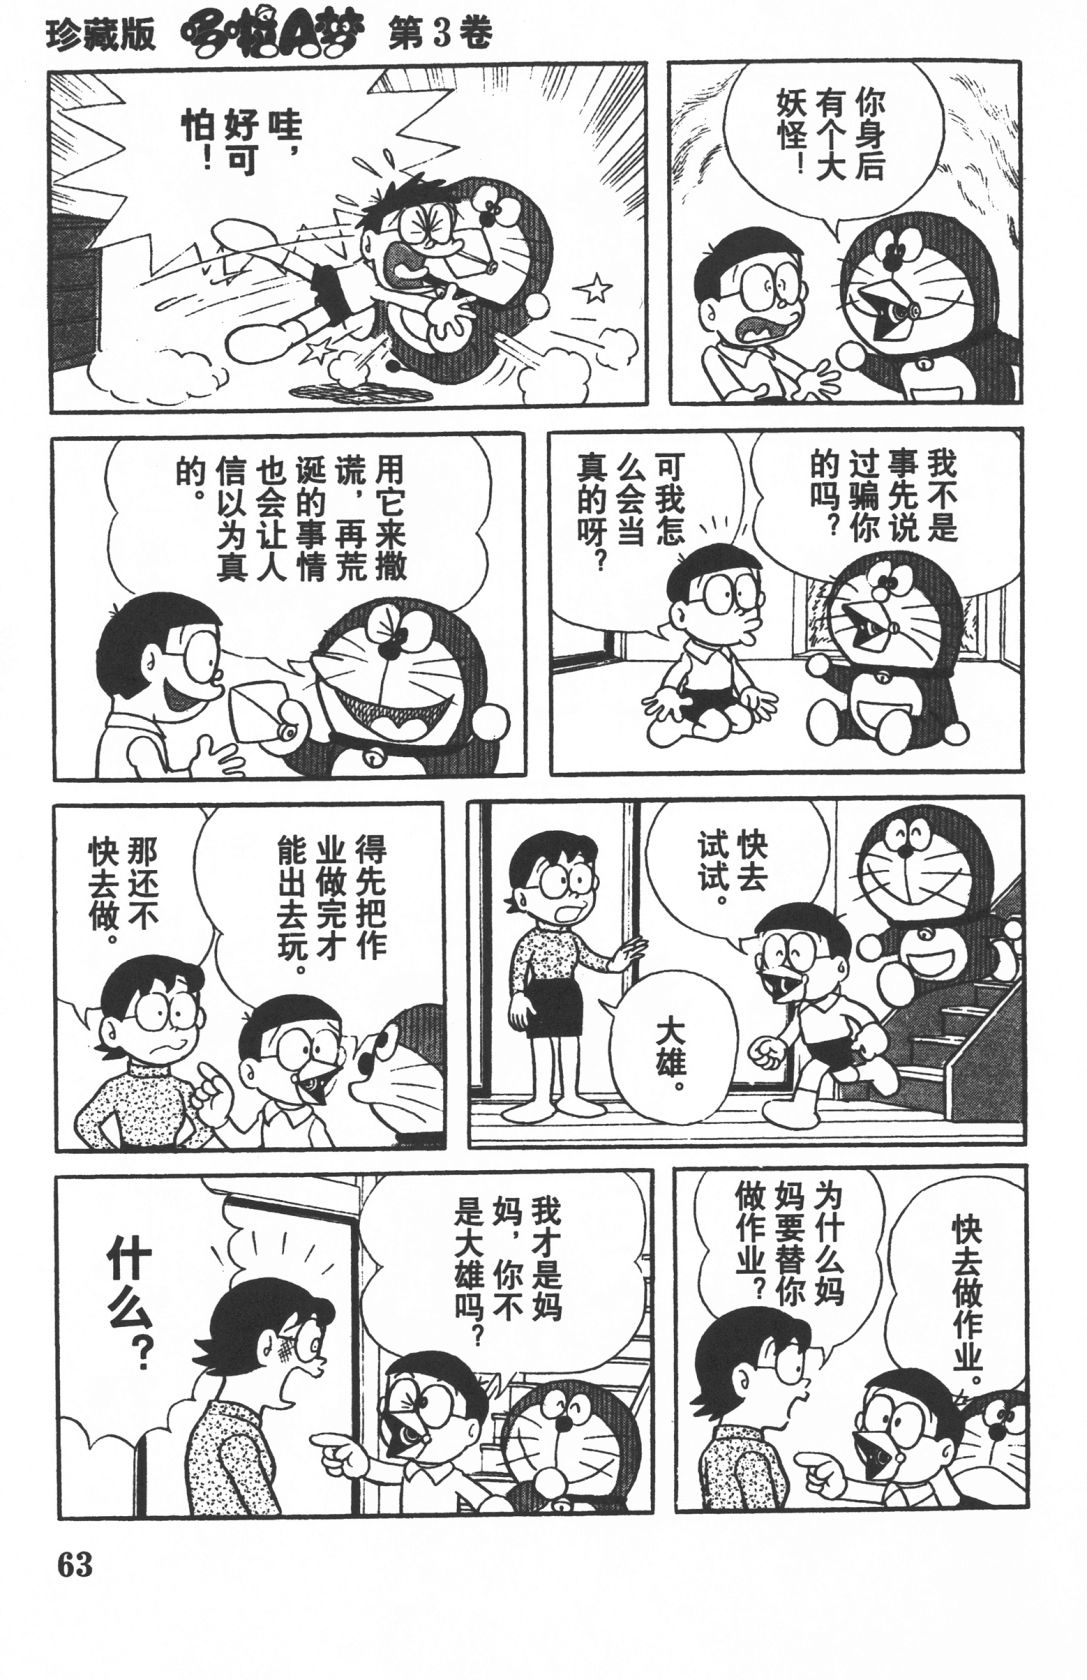 珍藏版 哆啦A梦 第3卷
你身后
有个大
妖怪！
哇，
好可
怕！
我不是
事先说
过骗你
的吗？
可我怎
么会当
真的呀？
用它来撒
谎，再荒
诞的事情
也会让人
信以为真
的。
快去
试试。
大雄。
得先把作
业做完才
能出去玩。
那还不
快去做。
快去做作业。
为什么妈
妈要替你
做作业？
我才是妈
妈，你不
是大雄吗？
什么？
63